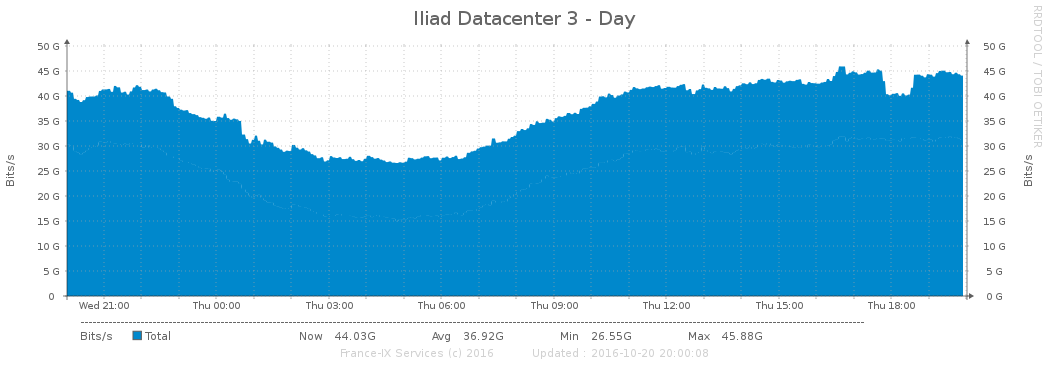 Iliad Datacenter 3 - Day
RRDTOOL / TOBI OETIKER
50 G 50 G
45 G 45 G
40 G 40 G
35 G 35 G
30 G 30 G
25 G 25 G
20 G 20 G
15 G 15 G
10 G 10 G
5 G 5 G
0 0 G
Bits/s
Bits/s
Wed 21:00 Thu 00:00 Thu 03:00 Thu 06:00 Thu 09:00 Thu 12:00 Thu 15:00 Thu 18:00
Bits/s Total Now 44.03G Avg 36.92G Min 26.55G Max 45.88G
France-IX Services (c) 2016 Updated : 2016-10-20 20:00:08